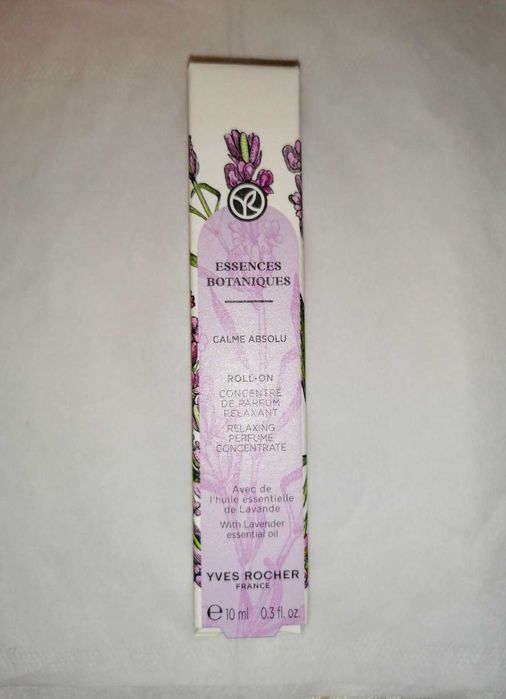 ESSENCES
BOTANIQUES
CALME ABSOLU
ROLL-ON
CONCENTRÉ
DE PARFUM
RELAXANT
RELAXING
PERFUME
CONCENTRATE
Avec de
l'huile essentielle
de Lavande
With Lavender
essential oil
YVES ROCHER
FRANCE
℮ 10 ml 0.3 fl. oz.